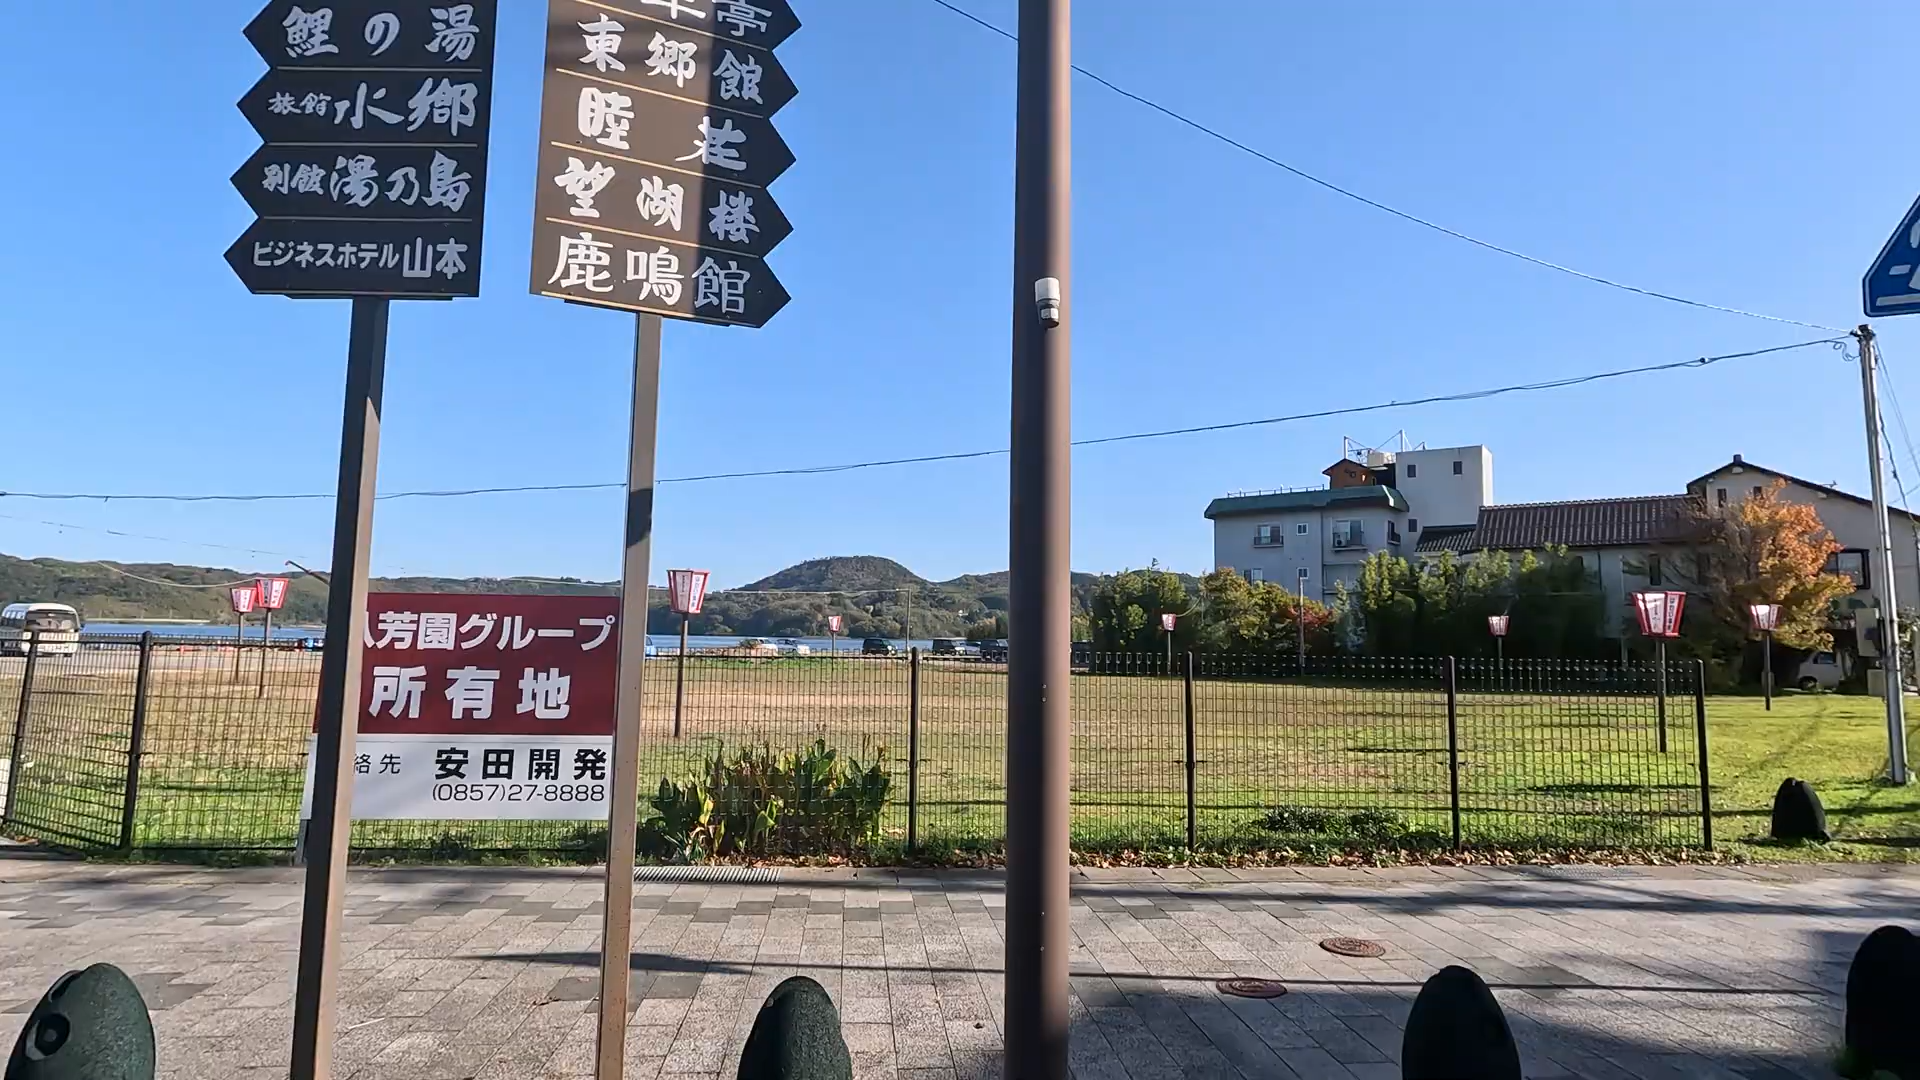 鯉の湯
旅館水郷
別館湯乃島
ビジネスホテル山本
亭
東郷館
睦荘
望湖楼
鹿鳴館
芳園グループ
所有地
絡先 安田開発
(0857)27-8888